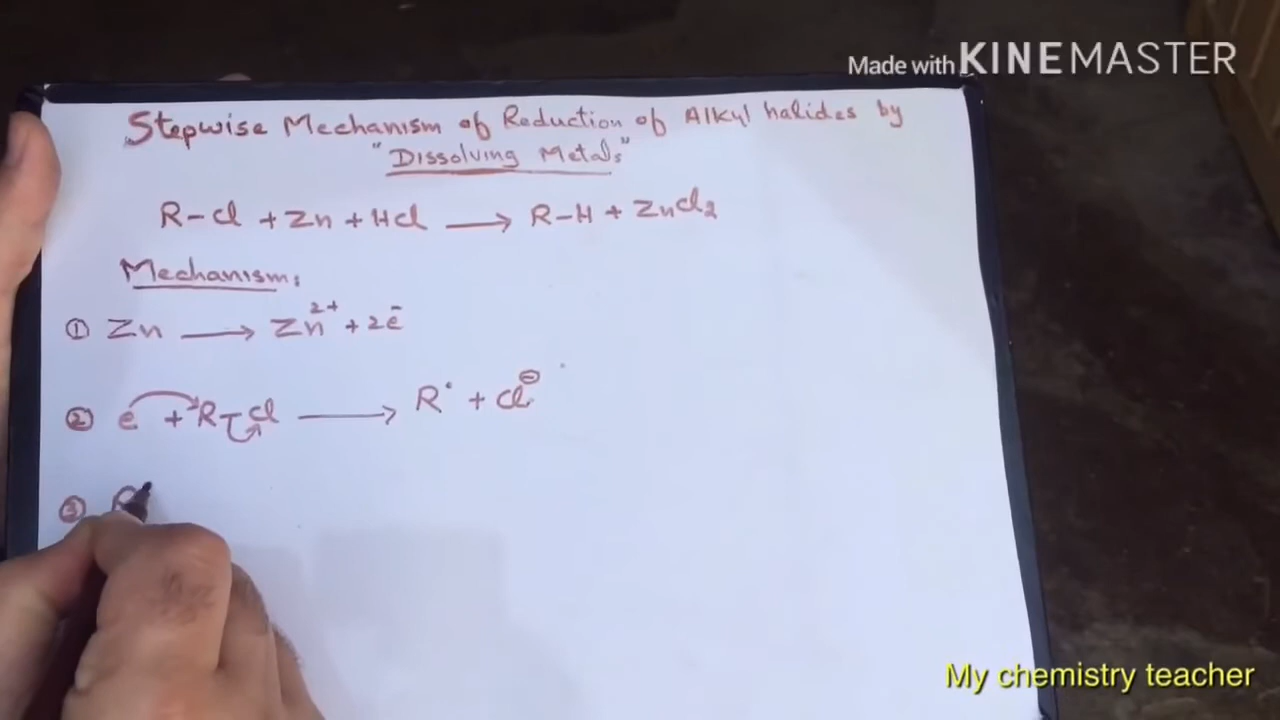 Made with KINEMASTER
Stepwise Mechanism of Reduction of Alkyl halides by
"Dissolving Metals"
R-Cl + Zn + HCl ⟶ R-H + ZnCl₂
Mechanism:
① Zn ⟶ Zn²⁺ + 2e⁻
② e + R-Cl ⟶ R˙ + Cl⊖
③ R
My chemistry teacher